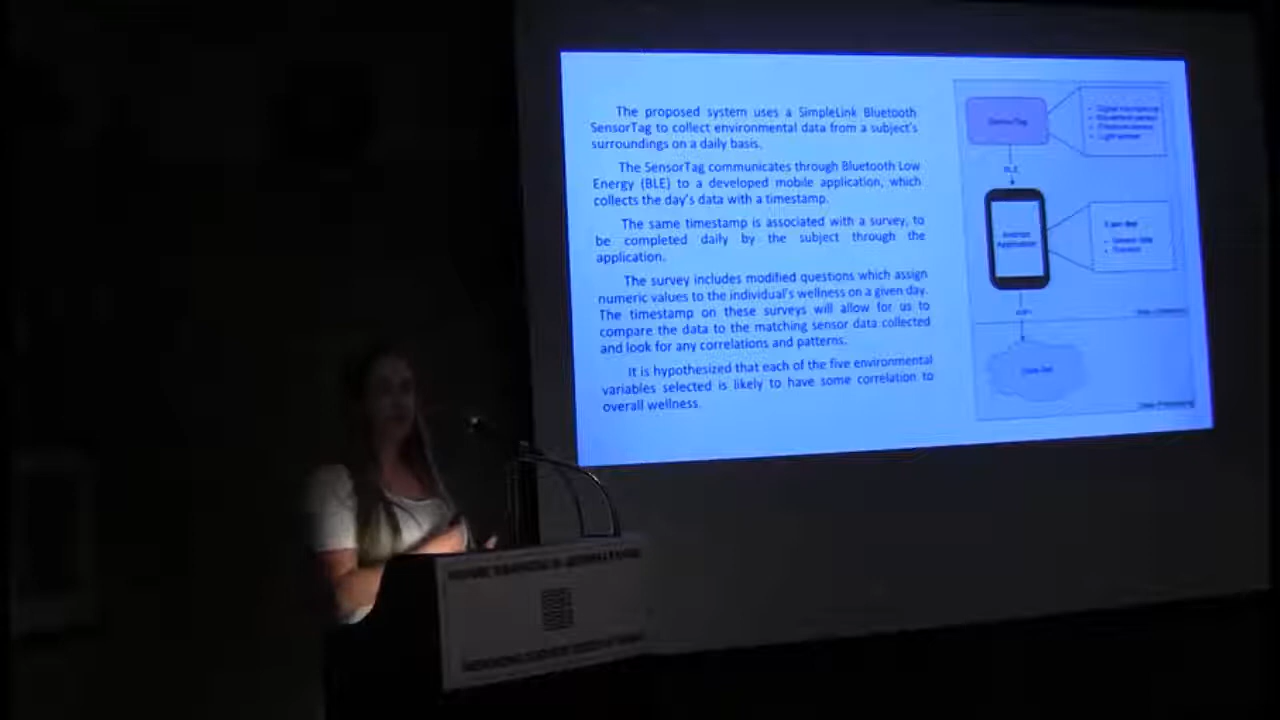 The proposed system uses a SimpleLink Bluetooth
SensorTag to collect environmental data from a subject's
surroundings on a daily basis.
The SensorTag communicates through Bluetooth Low
Energy (BLE) to a developed mobile application, which
collects the day's data with a timestamp.
The same timestamp is associated with a survey, to
be completed daily by the subject through the
application.
The survey includes modified questions which assign
numeric values to the individual's wellness on a given day.
The timestamp on these surveys will allow for us to
compare the data to the matching sensor data collected
and look for any correlations and patterns.
It is hypothesized that each of the five environmental
variables selected is likely to have some correlation to
overall wellness.
SensorTag
BLE
Android
Application